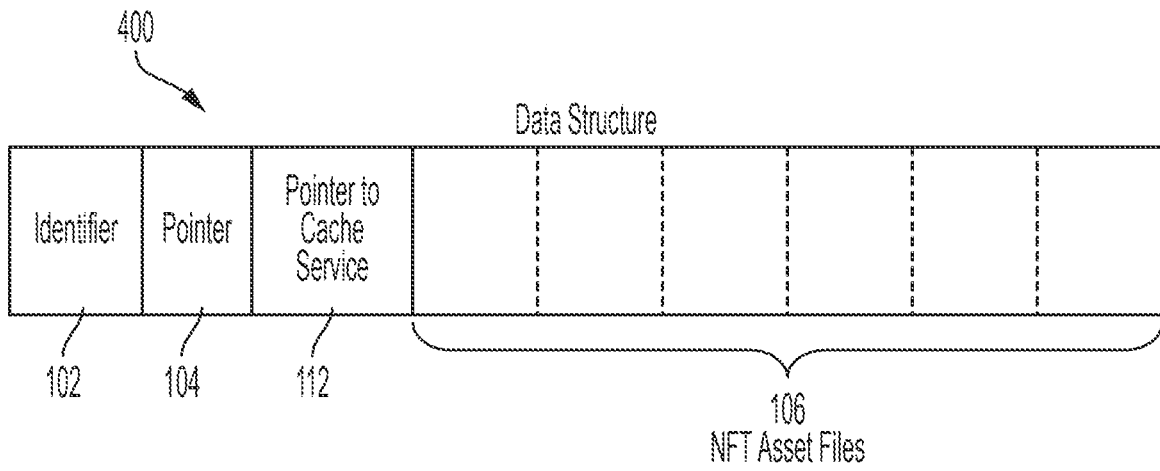 400
Data Structure
Identifier
Pointer
Pointer to
Cache
Service
102
104
112
106
NFT Asset Files